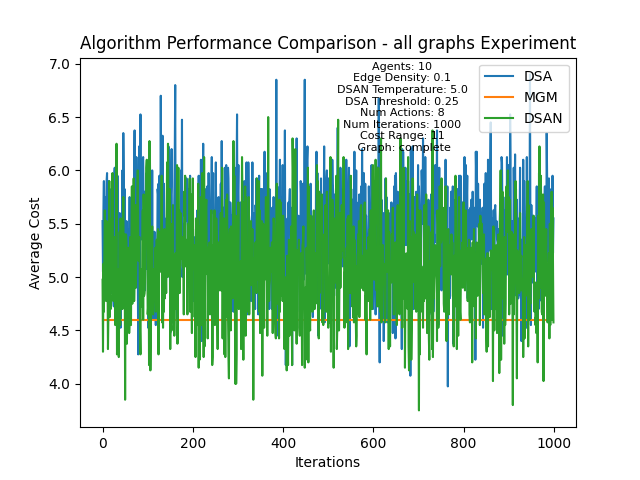 Algorithm Performance Comparison - all graphs Experiment
Agents: 10
Edge Density: 0.1
DSAN Temperature: 5.0
DSA Threshold: 0.25
Num Actions: 8
Num Iterations: 1000
Cost Range: 11
Graph: Complete
DSA
MGM
DSAN
7.0
6.5
6.0
5.5
5.0
4.5
4.0
Average Cost
0
200
400
600
800
1000
Iterations